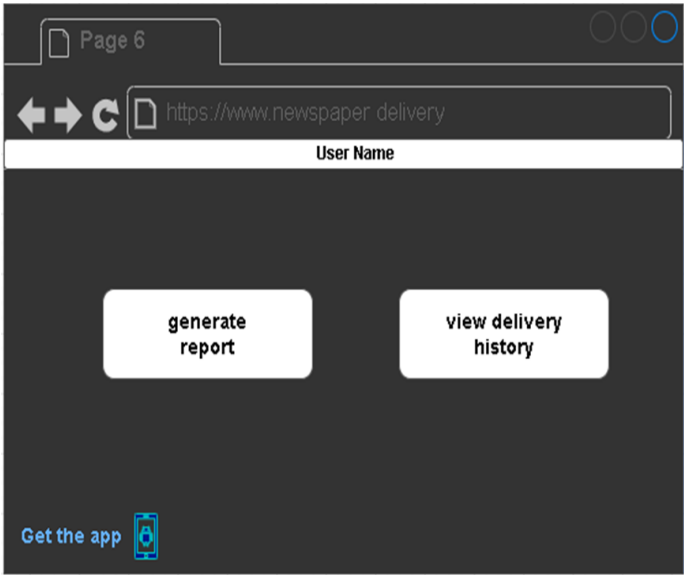 Page 6
https://www.newspaper delivery
User Name
generate
report
view delivery
history
Get the app